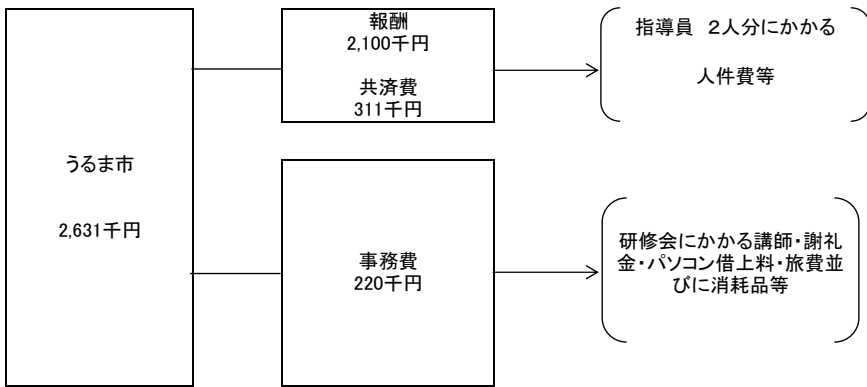 うるま市
2,631千円
報酬
2,100千円
共済費
311千円
指導員　2人分にかかる
人件費等
事務費
220千円
研修会にかかる講師・謝礼
金・パソコン借上料・旅費並
びに消耗品等